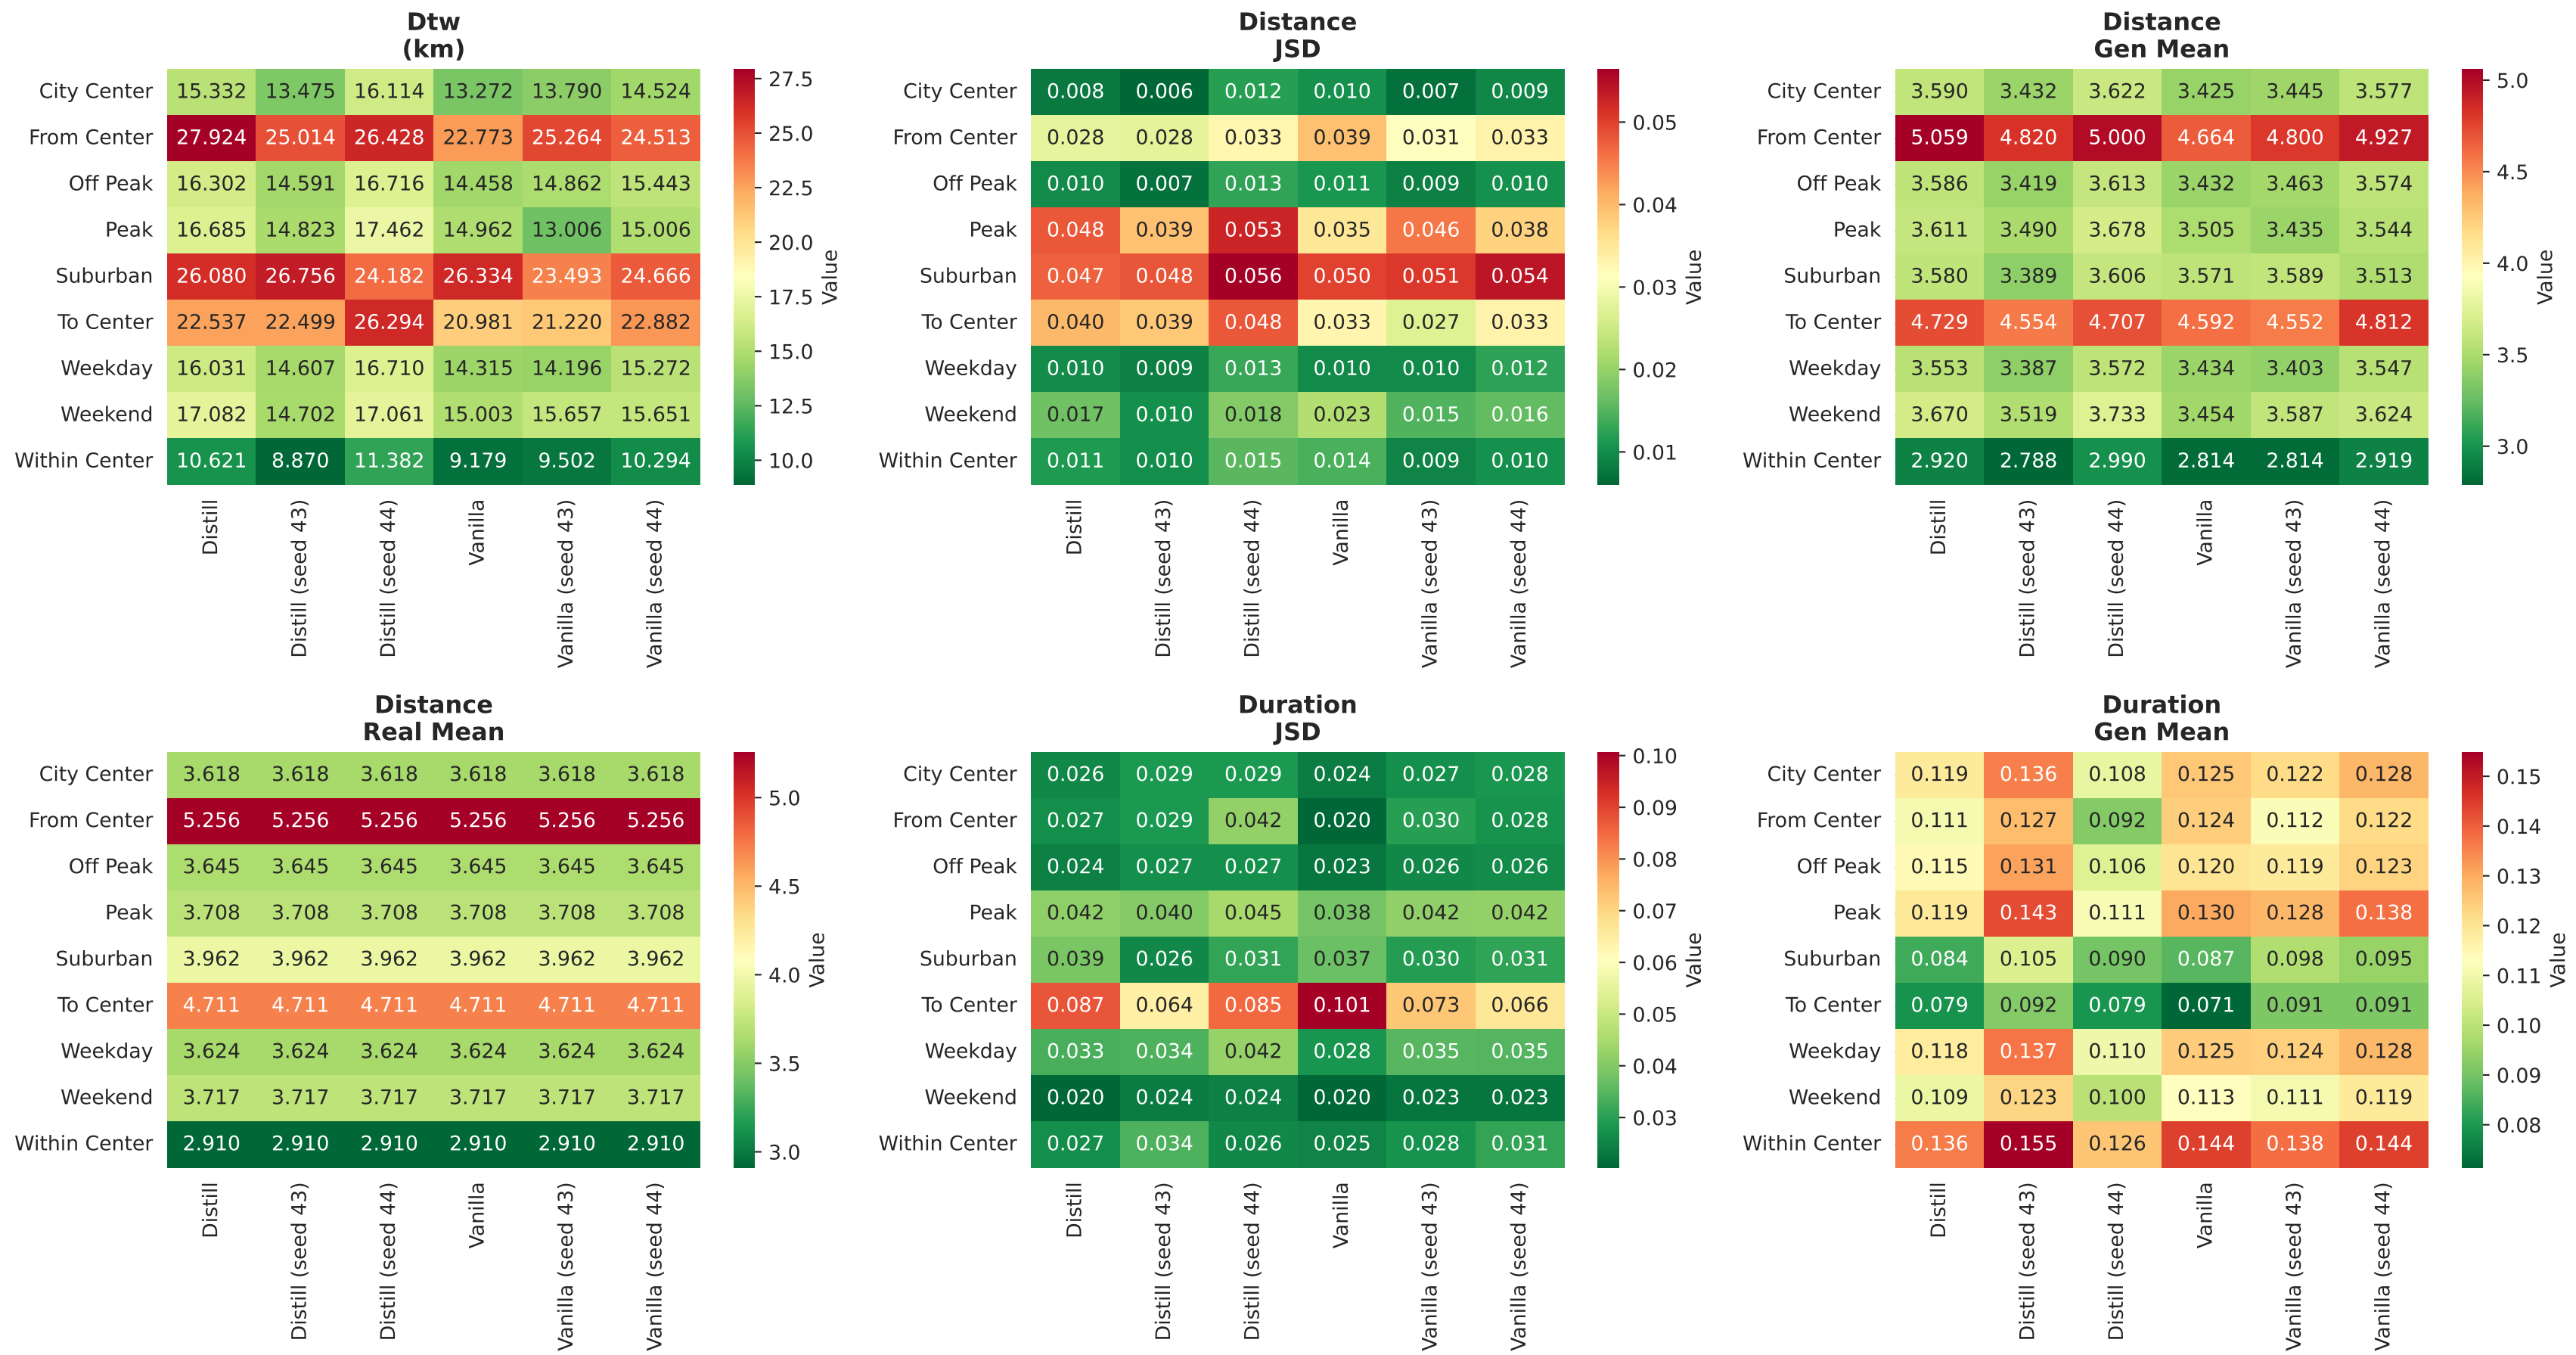 Dtw
(km)
City Center 15.332 13.475 16.114 13.272 13.790 14.524
From Center 27.924 25.014 26.428 22.773 25.264 24.513
Off Peak 16.302 14.591 16.716 14.458 14.862 15.443
Peak 16.685 14.823 17.462 14.962 13.006 15.006
Suburban 26.080 26.756 24.182 26.334 23.493 24.666
To Center 22.537 22.499 26.294 20.981 21.220 22.882
Weekday 16.031 14.607 16.710 14.315 14.196 15.272
Weekend 17.082 14.702 17.061 15.003 15.657 15.651
Within Center 10.621 8.870 11.382 9.179 9.502 10.294
Distill
Distill (seed 43)
Distill (seed 44)
Vanilla
Vanilla (seed 43)
Vanilla (seed 44)
27.5
25.0
22.5
20.0
17.5
15.0
12.5
10.0
Value
Distance
JSD
City Center 0.008 0.006 0.012 0.010 0.007 0.009
From Center 0.028 0.028 0.033 0.039 0.031 0.033
Off Peak 0.010 0.007 0.013 0.011 0.009 0.010
Peak 0.048 0.039 0.053 0.035 0.046 0.038
Suburban 0.047 0.048 0.056 0.050 0.051 0.054
To Center 0.040 0.039 0.048 0.033 0.027 0.033
Weekday 0.010 0.009 0.013 0.010 0.010 0.012
Weekend 0.017 0.010 0.018 0.023 0.015 0.016
Within Center 0.011 0.010 0.015 0.014 0.009 0.010
Distill
Distill (seed 43)
Distill (seed 44)
Vanilla
Vanilla (seed 43)
Vanilla (seed 44)
0.05
0.04
0.03
0.02
0.01
Value
Distance
Gen Mean
City Center 3.590 3.432 3.622 3.425 3.445 3.577
From Center 5.059 4.820 5.000 4.664 4.800 4.927
Off Peak 3.586 3.419 3.613 3.432 3.463 3.574
Peak 3.611 3.490 3.678 3.505 3.435 3.544
Suburban 3.580 3.389 3.606 3.571 3.589 3.513
To Center 4.729 4.554 4.707 4.592 4.552 4.812
Weekday 3.553 3.387 3.572 3.434 3.403 3.547
Weekend 3.670 3.519 3.733 3.454 3.587 3.624
Within Center 2.920 2.788 2.990 2.814 2.814 2.919
Distill
Distill (seed 43)
Distill (seed 44)
Vanilla
Vanilla (seed 43)
Vanilla (seed 44)
5.0
4.5
4.0
3.5
3.0
Value
Distance
Real Mean
City Center 3.618 3.618 3.618 3.618 3.618 3.618
From Center 5.256 5.256 5.256 5.256 5.256 5.256
Off Peak 3.645 3.645 3.645 3.645 3.645 3.645
Peak 3.708 3.708 3.708 3.708 3.708 3.708
Suburban 3.962 3.962 3.962 3.962 3.962 3.962
To Center 4.711 4.711 4.711 4.711 4.711 4.711
Weekday 3.624 3.624 3.624 3.624 3.624 3.624
Weekend 3.717 3.717 3.717 3.717 3.717 3.717
Within Center 2.910 2.910 2.910 2.910 2.910 2.910
Distill
Distill (seed 43)
Distill (seed 44)
Vanilla
Vanilla (seed 43)
Vanilla (seed 44)
5.0
4.5
4.0
3.5
3.0
Value
Duration
JSD
City Center 0.026 0.029 0.029 0.024 0.027 0.028
From Center 0.027 0.029 0.042 0.020 0.030 0.028
Off Peak 0.024 0.027 0.027 0.023 0.026 0.026
Peak 0.042 0.040 0.045 0.038 0.042 0.042
Suburban 0.039 0.026 0.031 0.037 0.030 0.031
To Center 0.087 0.064 0.085 0.101 0.073 0.066
Weekday 0.033 0.034 0.042 0.028 0.035 0.035
Weekend 0.020 0.024 0.024 0.020 0.023 0.023
Within Center 0.027 0.034 0.026 0.025 0.028 0.031
Distill
Distill (seed 43)
Distill (seed 44)
Vanilla
Vanilla (seed 43)
Vanilla (seed 44)
0.10
0.09
0.08
0.07
0.06
0.05
0.04
0.03
Value
Duration
Gen Mean
City Center 0.119 0.136 0.108 0.125 0.122 0.128
From Center 0.111 0.127 0.092 0.124 0.112 0.122
Off Peak 0.115 0.131 0.106 0.120 0.119 0.123
Peak 0.119 0.143 0.111 0.130 0.128 0.138
Suburban 0.084 0.105 0.090 0.087 0.098 0.095
To Center 0.079 0.092 0.079 0.071 0.091 0.091
Weekday 0.118 0.137 0.110 0.125 0.124 0.128
Weekend 0.109 0.123 0.100 0.113 0.111 0.119
Within Center 0.136 0.155 0.126 0.144 0.138 0.144
Distill
Distill (seed 43)
Distill (seed 44)
Vanilla
Vanilla (seed 43)
Vanilla (seed 44)
0.15
0.14
0.13
0.12
0.11
0.10
0.09
0.08
Value